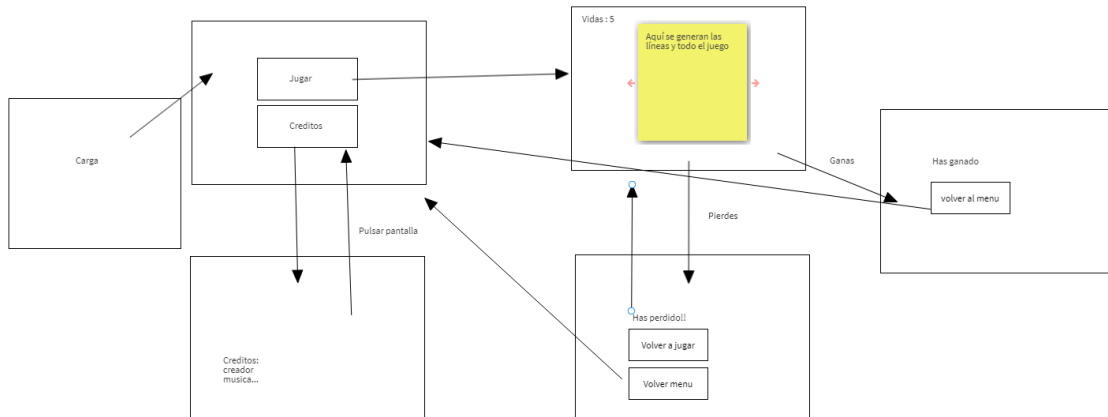 Vidas : 5
Aquí se generan las
líneas y todo el juego
Jugar
Creditos
Carga
Ganas
Has ganado
volver al menu
Pulsar pantalla
Pierdes
Has perdido!!
Volver a jugar
Volver menu
Creditos:
creador
musica...